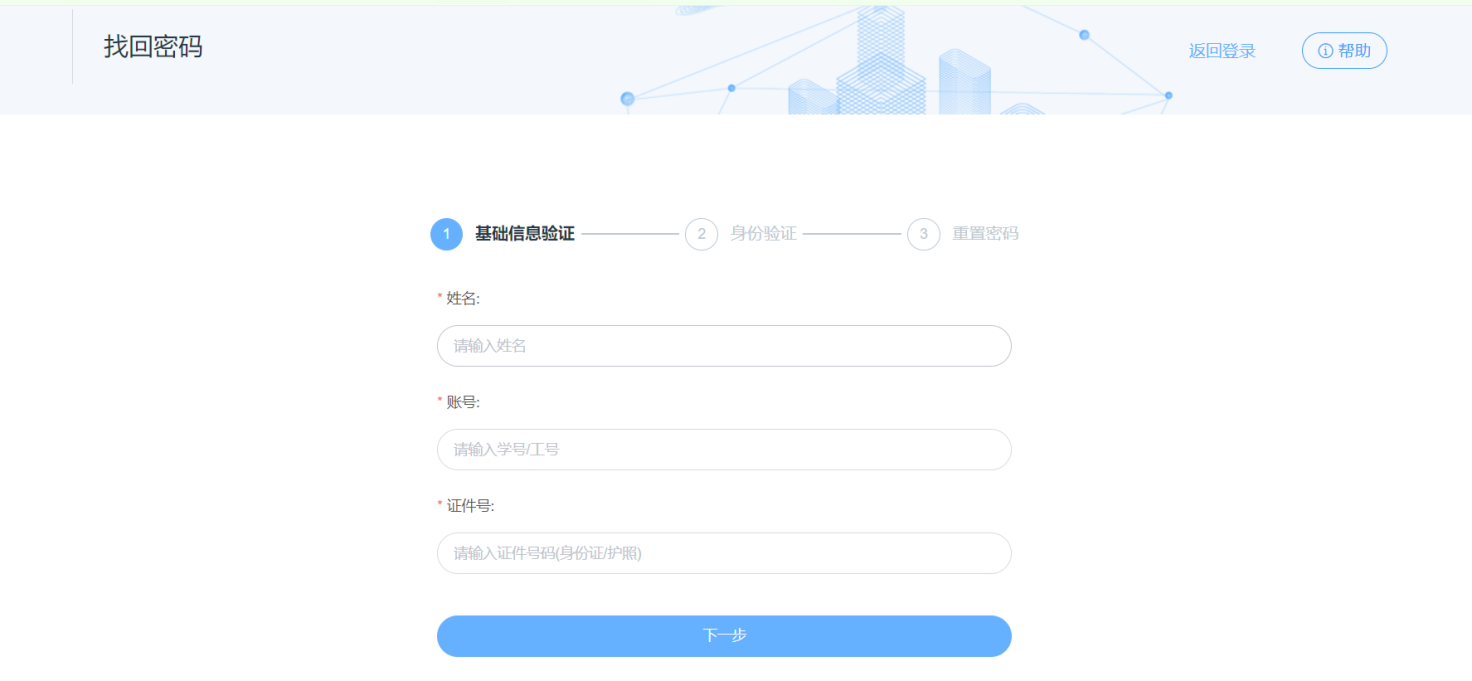 找回密码
返回登录
帮助
1 基础信息验证
2 身份验证
3 重置密码
* 姓名:
请输入姓名
* 账号:
请输入学号/工号
* 证件号:
请输入证件号码(身份证/护照)
下一步